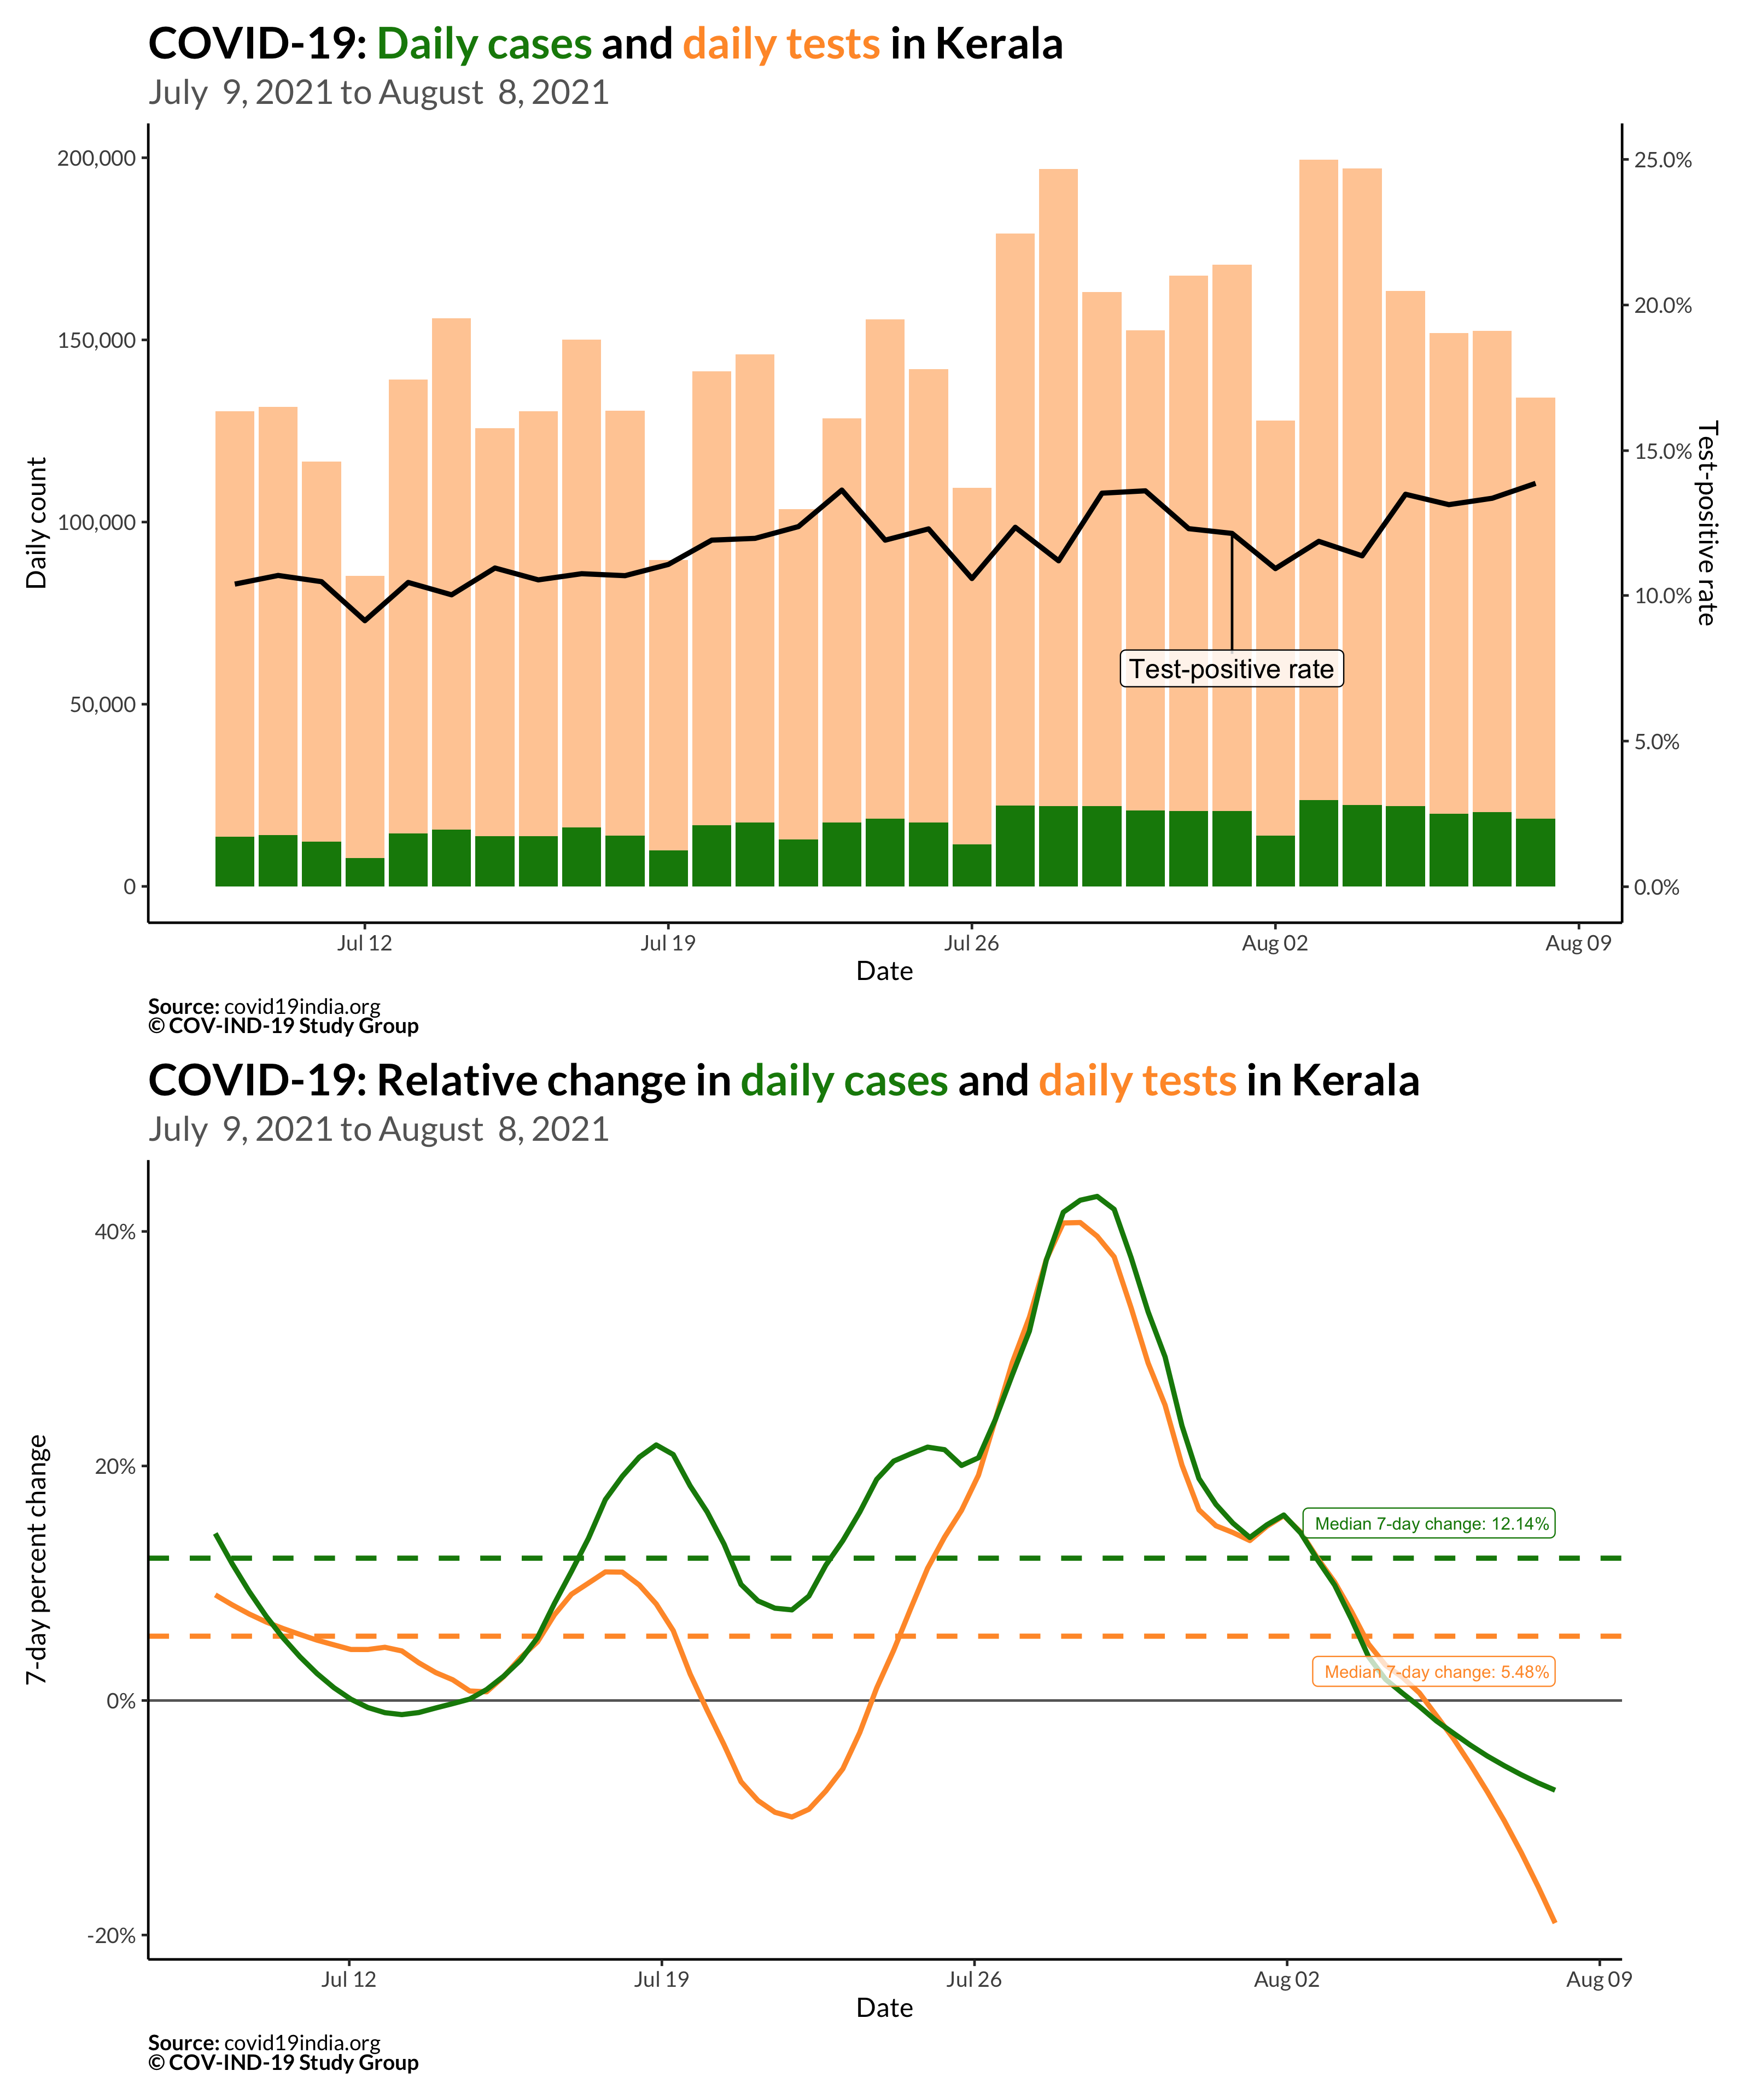 COVID-19: Daily cases and daily tests in Kerala
July  9, 2021 to August  8, 2021
200,000
150,000
100,000
50,000
0
Daily count
25.0%
20.0%
15.0%
10.0%
5.0%
0.0%
Test-positive rate
Test-positive rate
Jul 12
Jul 19
Jul 26
Aug 02
Aug 09
Date
Source: covid19india.org
© COV-IND-19 Study Group
COVID-19: Relative change in daily cases and daily tests in Kerala
July  9, 2021 to August  8, 2021
40%
20%
0%
-20%
7-day percent change
Median 7-day change: 12.14%
Median 7-day change: 5.48%
Jul 12
Jul 19
Jul 26
Aug 02
Aug 09
Date
Source: covid19india.org
© COV-IND-19 Study Group